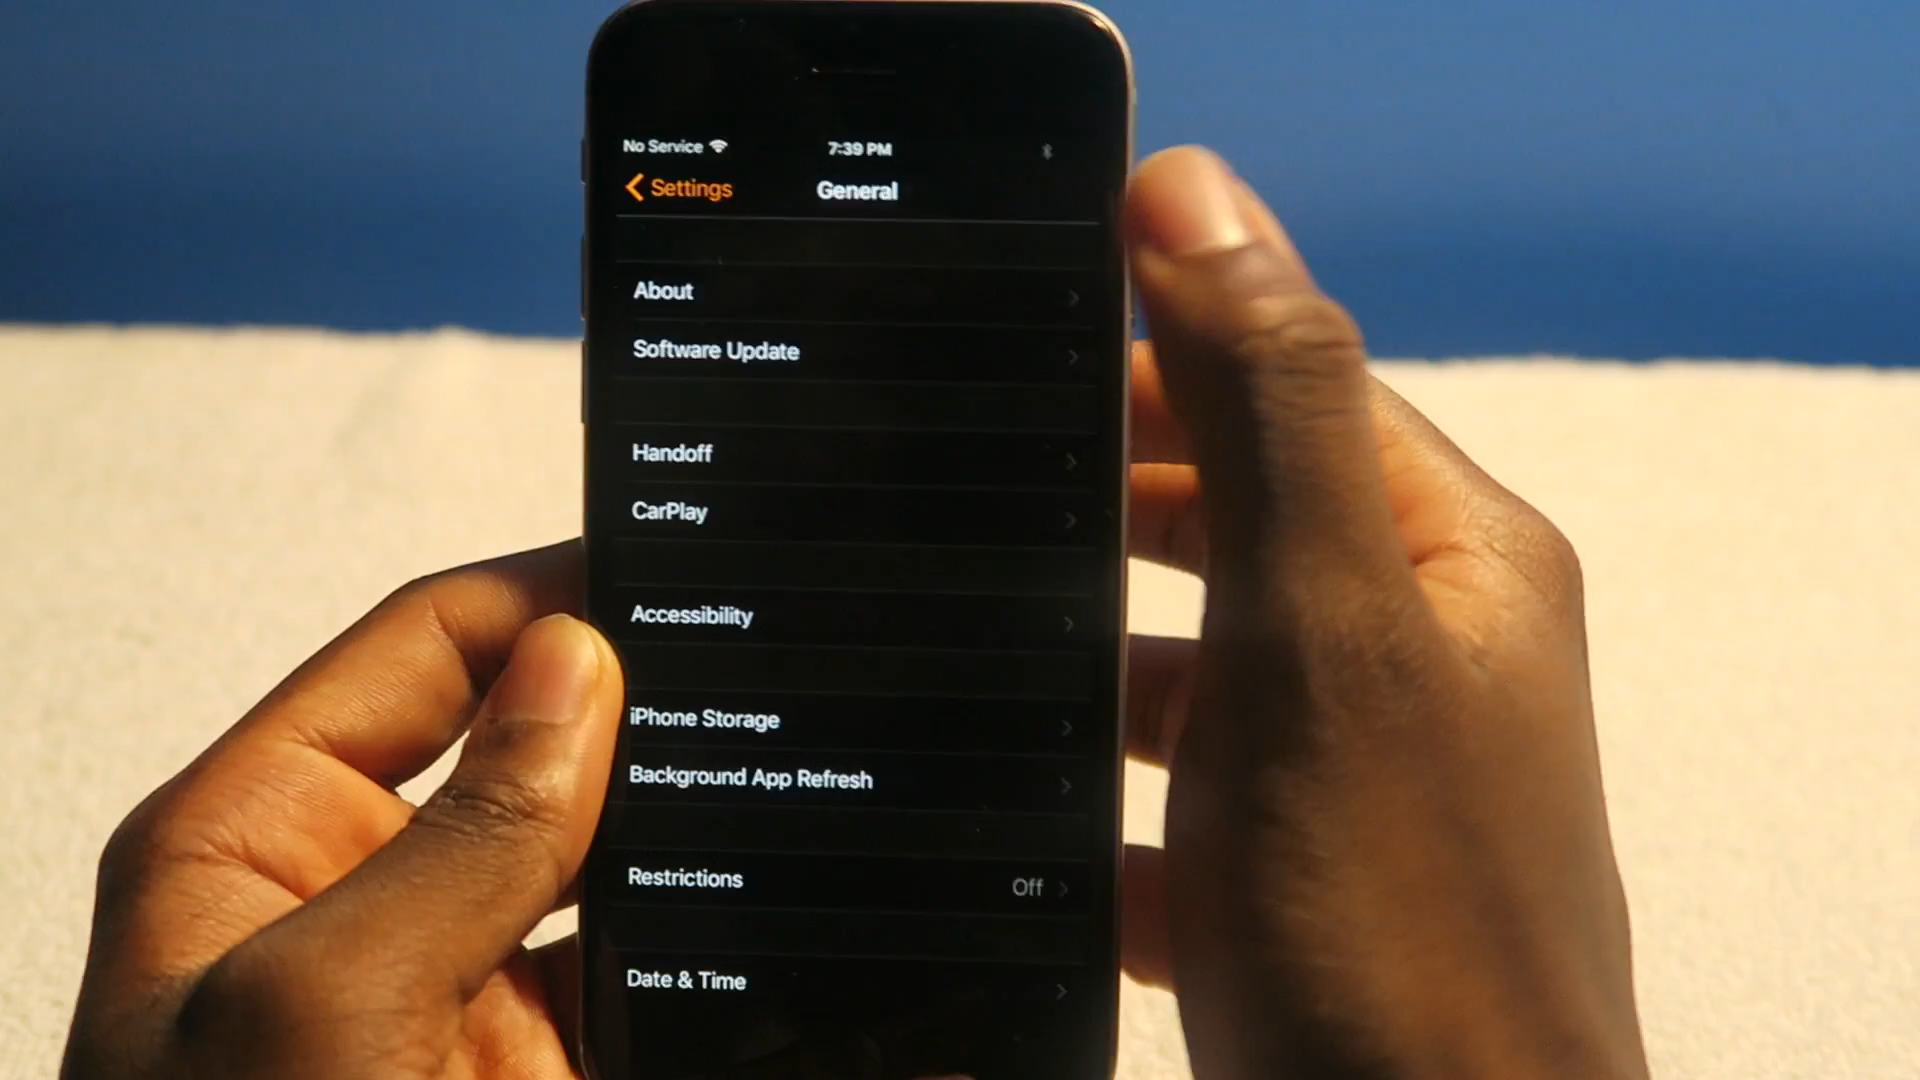 No Service 7:39 PM
Settings General
About
Software Update
Handoff
CarPlay
Accessibility
iPhone Storage
Background App Refresh
Restrictions Off
Date & Time